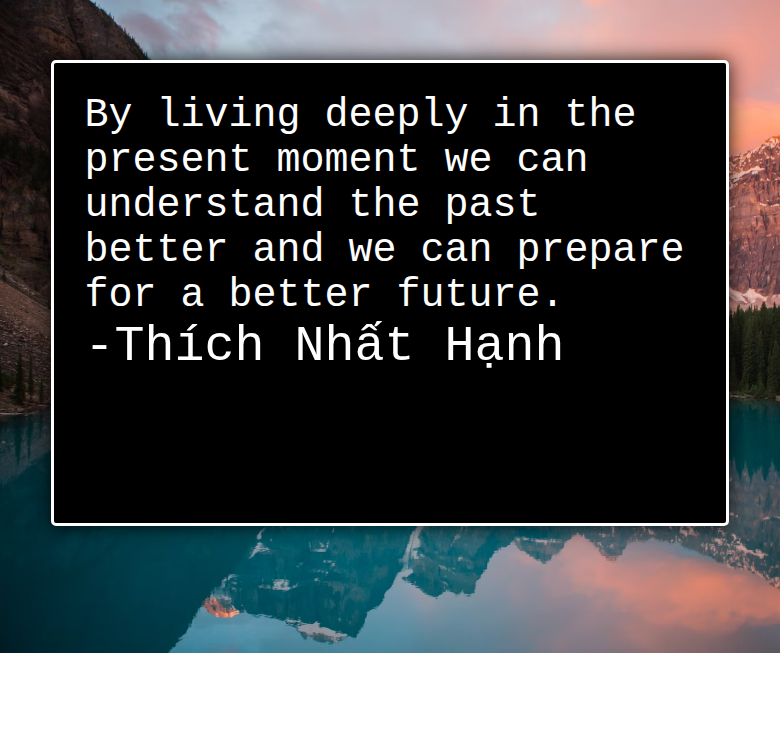 By living deeply in the
present moment we can
understand the past
better and we can prepare
for a better future.
-Thích Nhất Hạnh